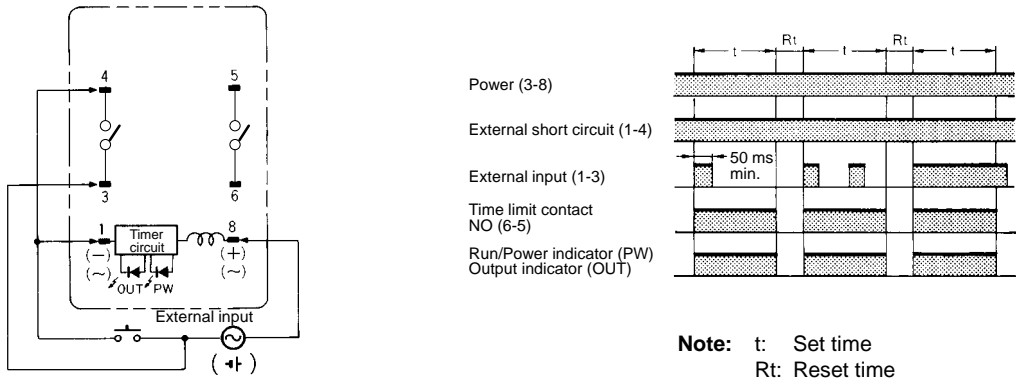 4
5
3
6
1
Timer
circuit
8
(−)
(+)
(~)
(~)
OUT
PW
External input
t
Rt
t
Rt
t
Power (3-8)
External short circuit (1-4)
External input (1-3)
50 ms
min.
Time limit contact
NO (6-5)
Run/Power indicator (PW)
Output indicator (OUT)
Note: t: Set time
Rt: Reset time